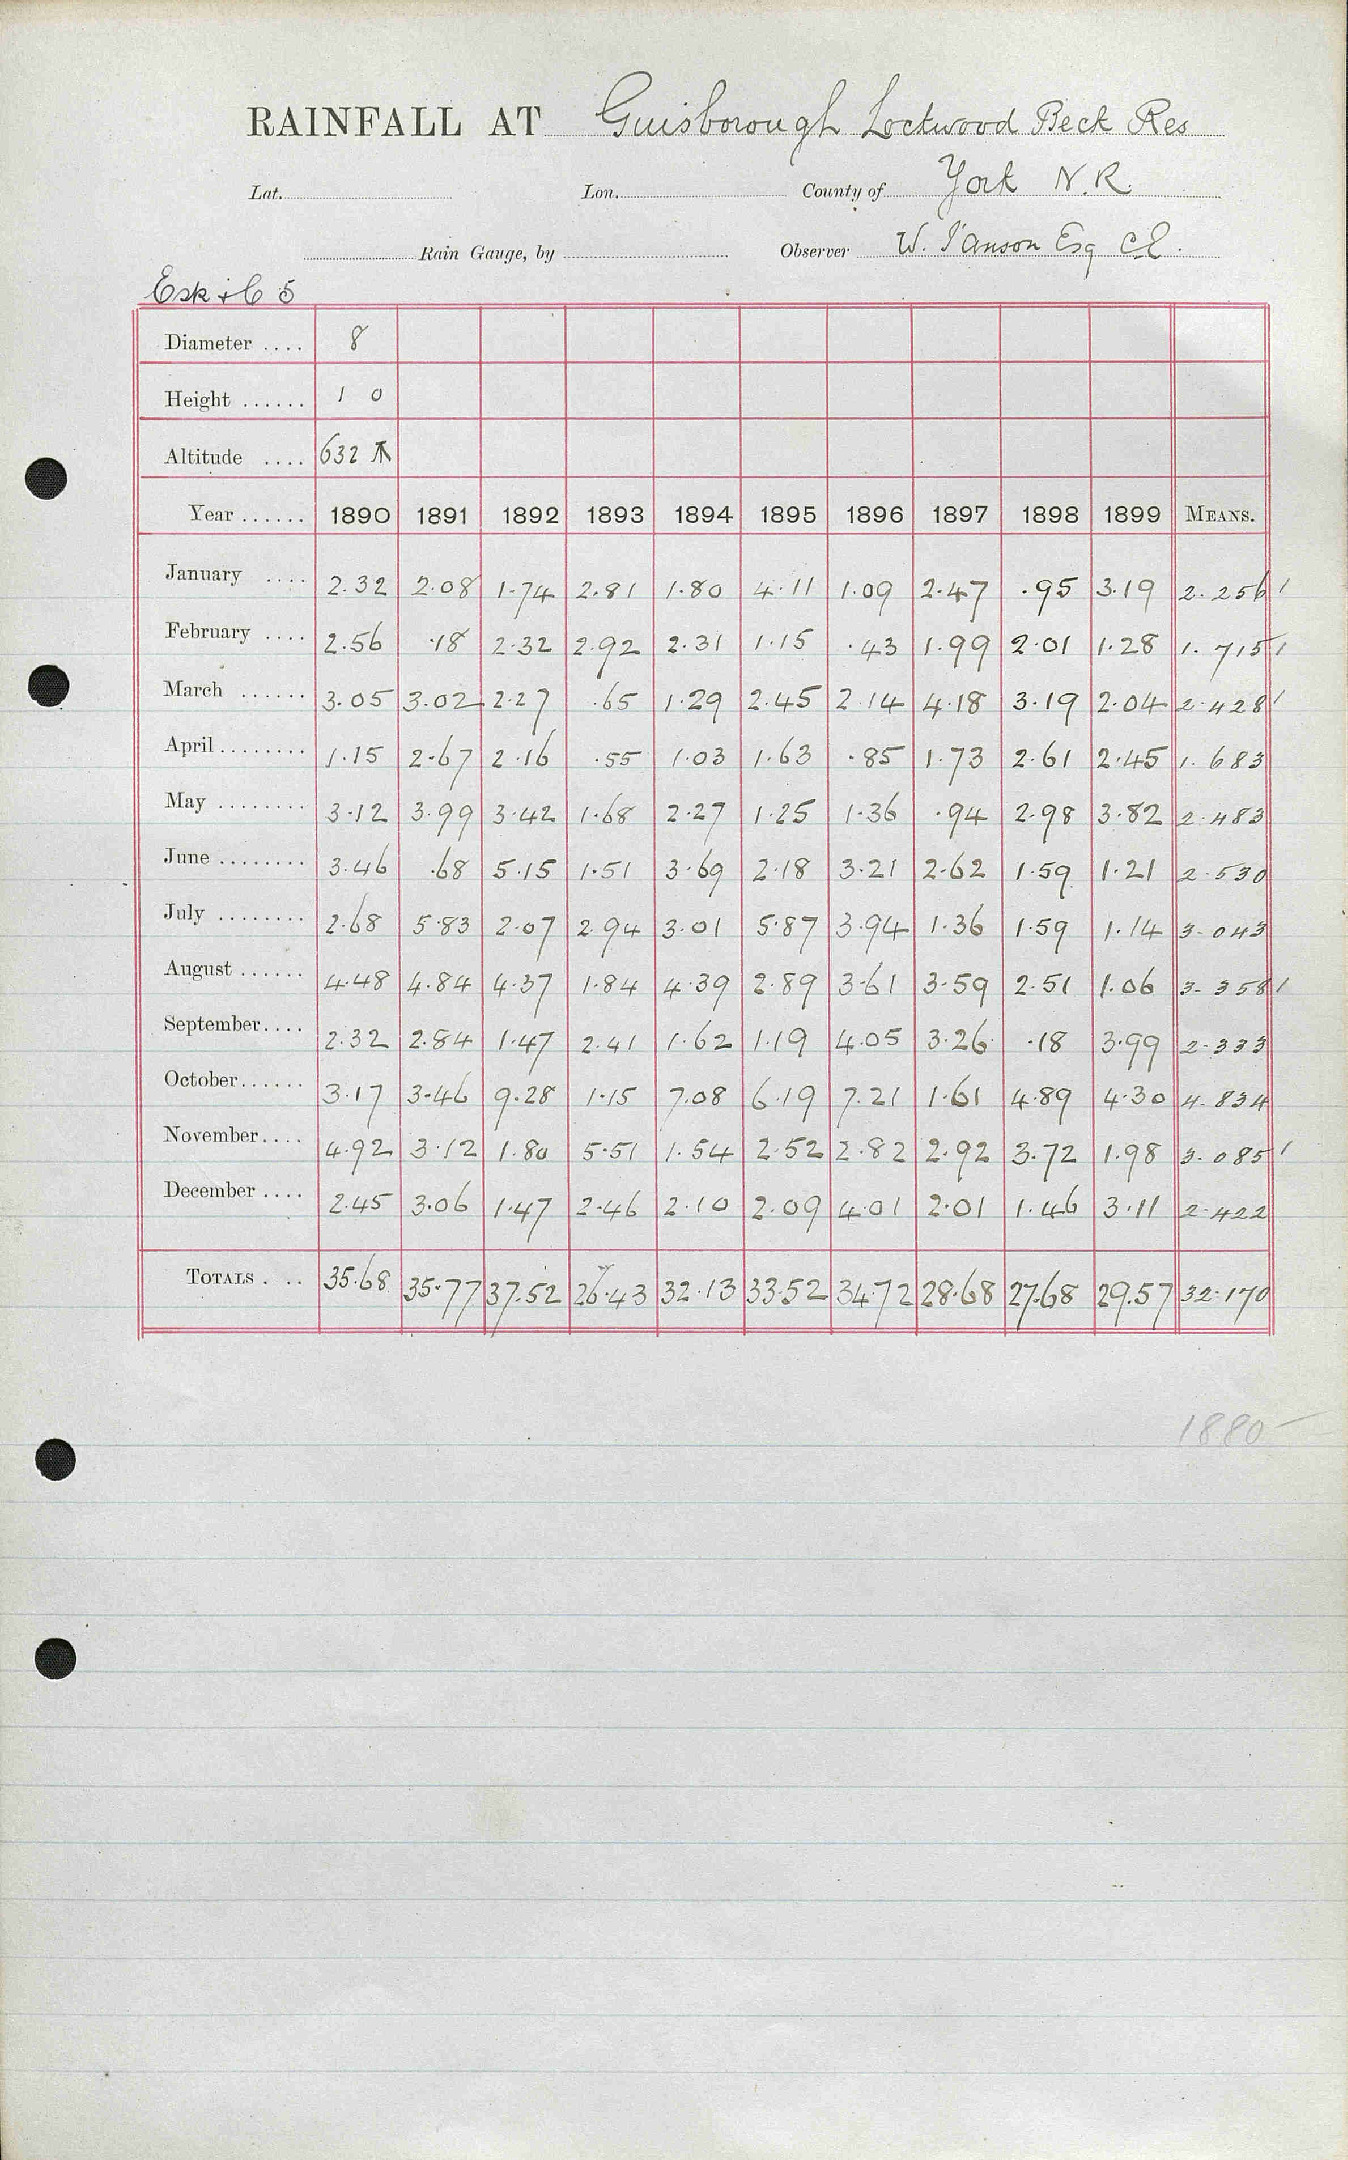 RAINFALL AT Guisborough Lockwood Beck Res
Lat. Lon. County of York N.R.
Rain Gauge, by Observer W. I'Anson Esq CE.
Esk + C 5
Diameter .... 8
Height ...... 1 0
Altitude .... 632
Year ...... 1890 1891 1892 1893 1894 1895 1896 1897 1898 1899 MEANS.
January .... 2.32 2.08 1.74 2.81 1.80 4.11 1.09 2.47 .95 3.19 2.256
February .... 2.56 .18 2.32 2.92 2.31 1.15 .43 1.99 2.01 1.28 1.715
March ...... 3.05 3.02 2.27 .65 1.29 2.45 2.14 4.18 3.19 2.04 2.428
April ........ 1.15 2.67 2.16 .55 1.03 1.63 .85 1.73 2.61 2.45 1.683
May ........ 3.12 3.99 3.42 1.68 2.27 1.25 1.36 .94 2.98 3.82 2.483
June ........ 3.46 .68 5.15 1.51 3.69 2.18 3.21 2.62 1.59 1.21 2.530
July ........ 2.68 5.83 2.07 2.94 3.01 5.87 3.94 1.36 1.59 1.14 3.043
August ...... 4.48 4.84 4.37 1.84 4.39 2.89 3.61 3.59 2.51 1.06 3.358
September .... 2.32 2.84 1.47 2.41 1.62 1.19 4.05 3.26 .18 3.99 2.333
October ...... 3.17 3.46 9.28 1.15 7.08 6.19 7.21 1.61 4.89 4.30 4.834
November .... 4.92 3.12 1.80 5.51 1.54 2.52 2.82 2.92 3.72 1.98 3.085
December .... 2.45 3.06 1.47 2.46 2.10 2.09 4.01 2.01 1.46 3.11 2.422
TOTALS . .. 35.68 35.77 37.52 26.43 32.13 33.52 34.72 28.68 27.68 29.57 32.170
1880-